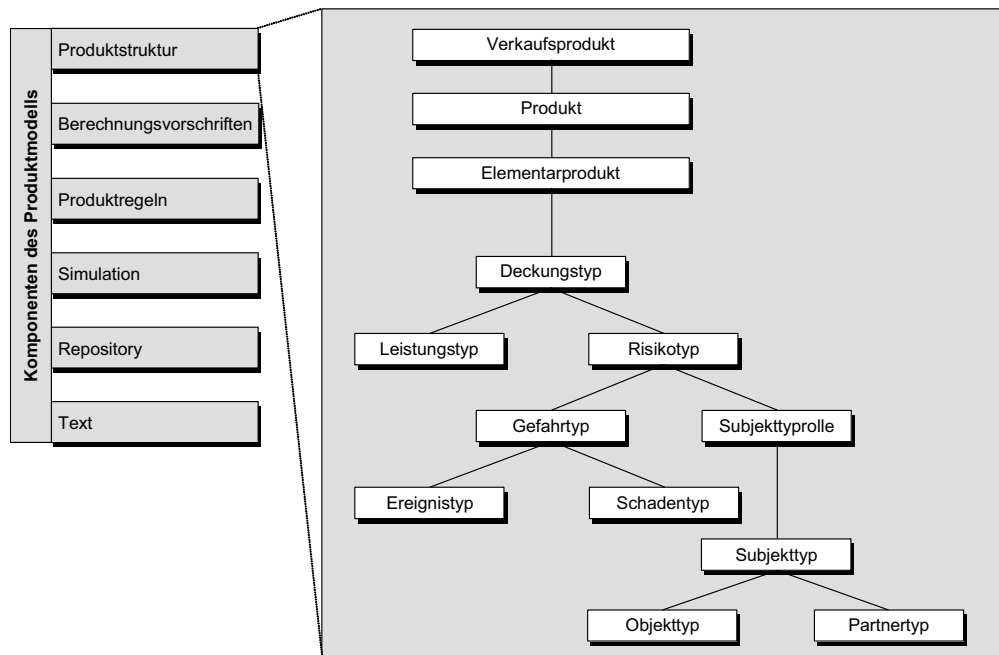 Komponenten des Produktmodells
Produktstruktur
Berechnungsvorschriften
Produktregeln
Simulation
Repository
Text
Verkaufsprodukt
Produkt
Elementarprodukt
Deckungstyp
Leistungstyp
Risikotyp
Gefahrtyp
Subjekttyprolle
Ereignistyp
Schadentyp
Subjekttyp
Objekttyp
Partnertyp